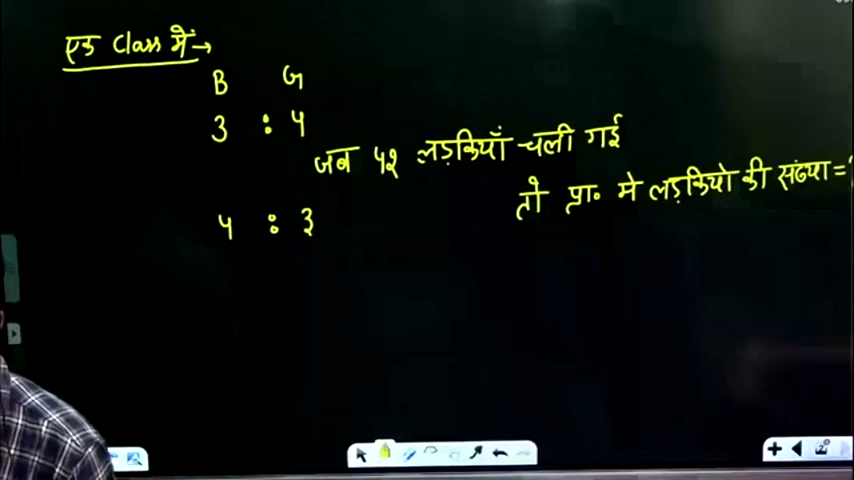 एक Class में→
B G
3 : 4
जब 42 लड़कियाँ चली गई
तो प्रा० मे लड़कियो की संख्या=?
4 : 3